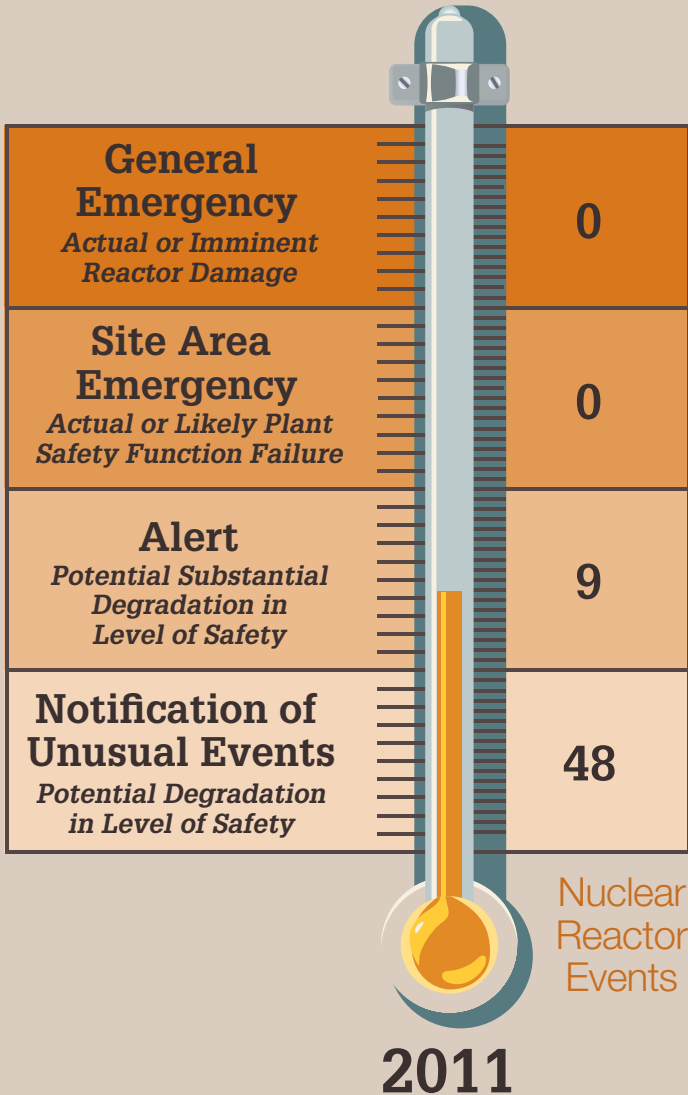 General
Emergency
Actual or Imminent
Reactor Damage
0
Site Area
Emergency
Actual or Likely Plant
Safety Function Failure
0
Alert
Potential Substantial
Degradation in
Level of Safety
9
Notification of
Unusual Events
Potential Degradation
in Level of Safety
48
Nuclear
Reactor
Events
2011